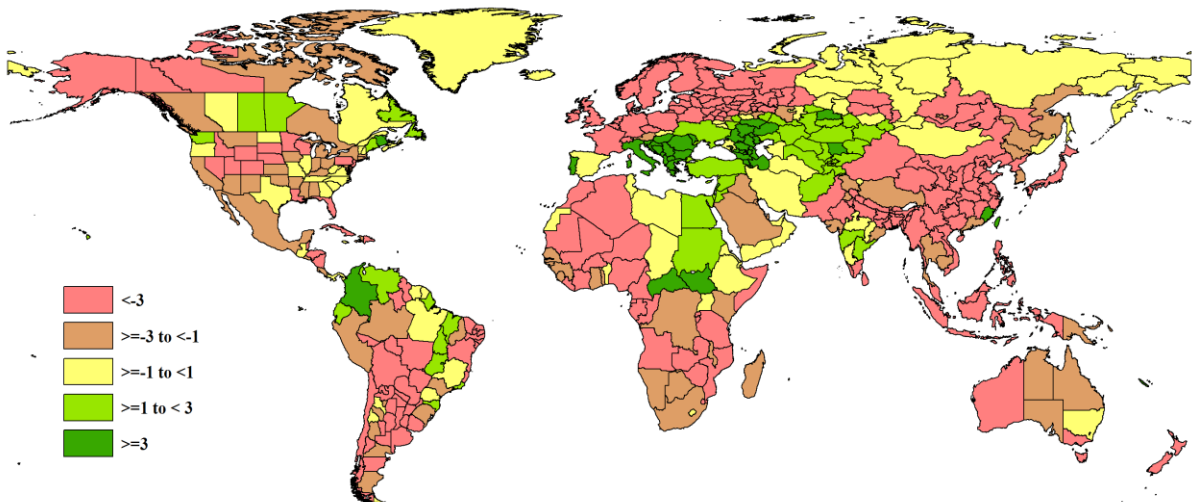 <-3
>=-3 to <-1
>=-1 to <1
>=1 to < 3
>=3